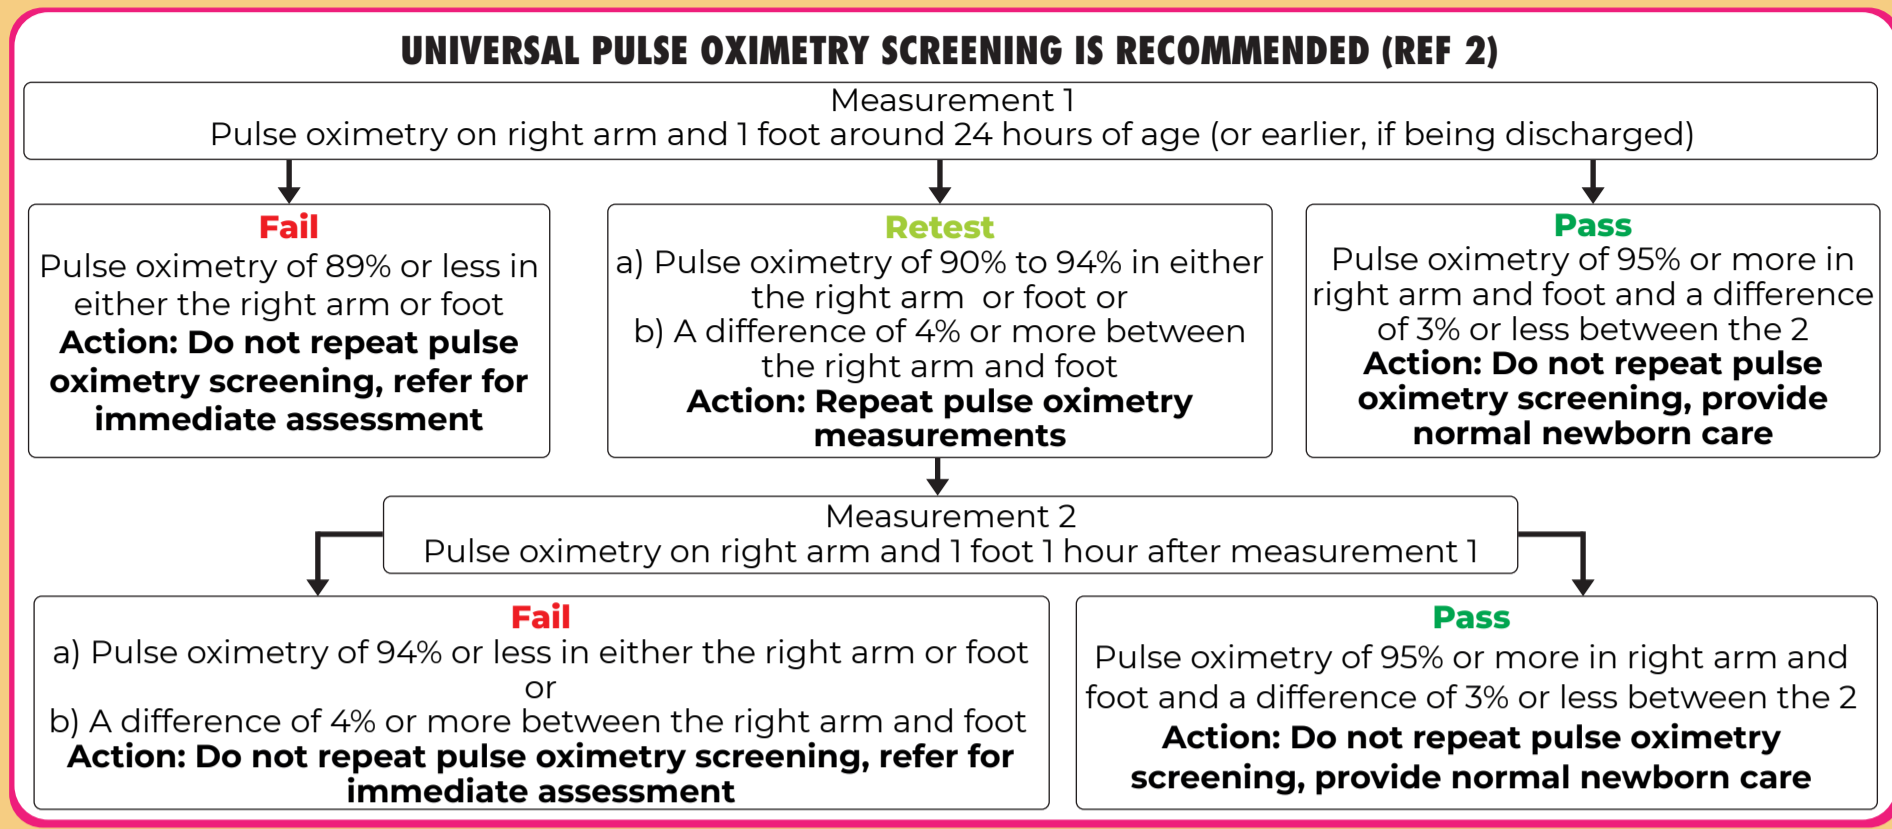 UNIVERSAL PULSE OXIMETRY SCREENING IS RECOMMENDED (REF 2)
Measurement 1
Pulse oximetry on right arm and 1 foot around 24 hours of age (or earlier, if being discharged)
Fail
Pulse oximetry of 89% or less in
either the right arm or foot
Action: Do not repeat pulse
oximetry screening, refer for
immediate assessment
Retest
a) Pulse oximetry of 90% to 94% in either
the right arm or foot or
b) A difference of 4% or more between
the right arm and foot
Action: Repeat pulse oximetry
measurements
Pass
Pulse oximetry of 95% or more in
right arm and foot and a difference
of 3% or less between the 2
Action: Do not repeat pulse
oximetry screening, provide
normal newborn care
Measurement 2
Pulse oximetry on right arm and 1 foot 1 hour after measurement 1
Fail
a) Pulse oximetry of 94% or less in either the right arm or foot
or
b) A difference of 4% or more between the right arm and foot
Action: Do not repeat pulse oximetry screening, refer for
immediate assessment
Pass
Pulse oximetry of 95% or more in right arm and
foot and a difference of 3% or less between the 2
Action: Do not repeat pulse oximetry
screening, provide normal newborn care